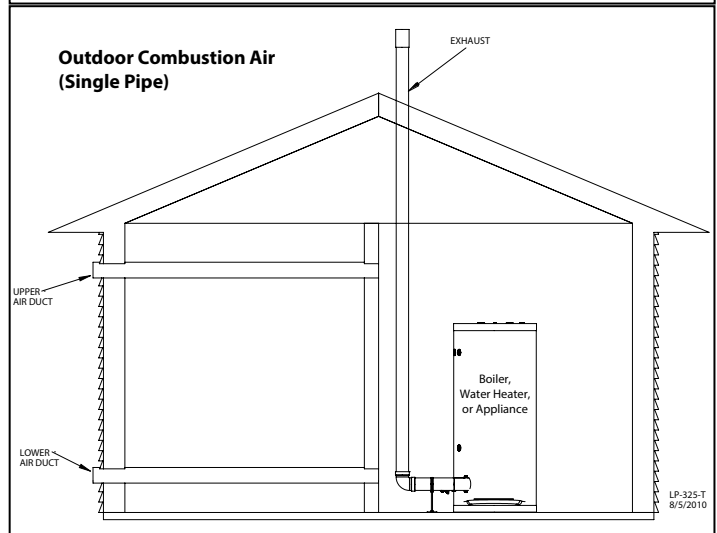 Outdoor Combustion Air
(Single Pipe)
EXHAUST
UPPER
AIR DUCT
Boiler,
Water Heater,
or Appliance
LOWER
AIR DUCT
LP-325-T
8/5/2010